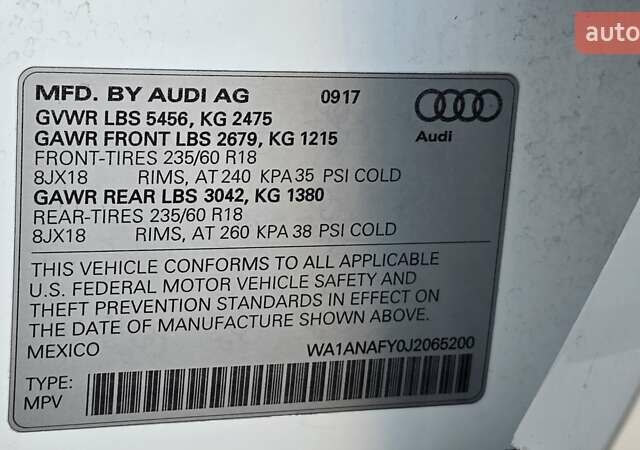 auto
MFD. BY AUDI AG 0917
GVWR LBS 5456, KG 2475
GAWR FRONT LBS 2679, KG 1215
Audi
FRONT-TIRES 235/60 R18
8JX18 RIMS, AT 240 KPA 35 PSI COLD
GAWR REAR LBS 3042, KG 1380
REAR-TIRES 235/60 R18
8JX18 RIMS, AT 260 KPA 38 PSI COLD
THIS VEHICLE CONFORMS TO ALL APPLICABLE
U.S. FEDERAL MOTOR VEHICLE SAFETY AND
THEFT PREVENTION STANDARDS IN EFFECT ON
THE DATE OF MANUFACTURE SHOWN ABOVE.
MEXICO WA1ANAFY0J2065200
TYPE:
MPV